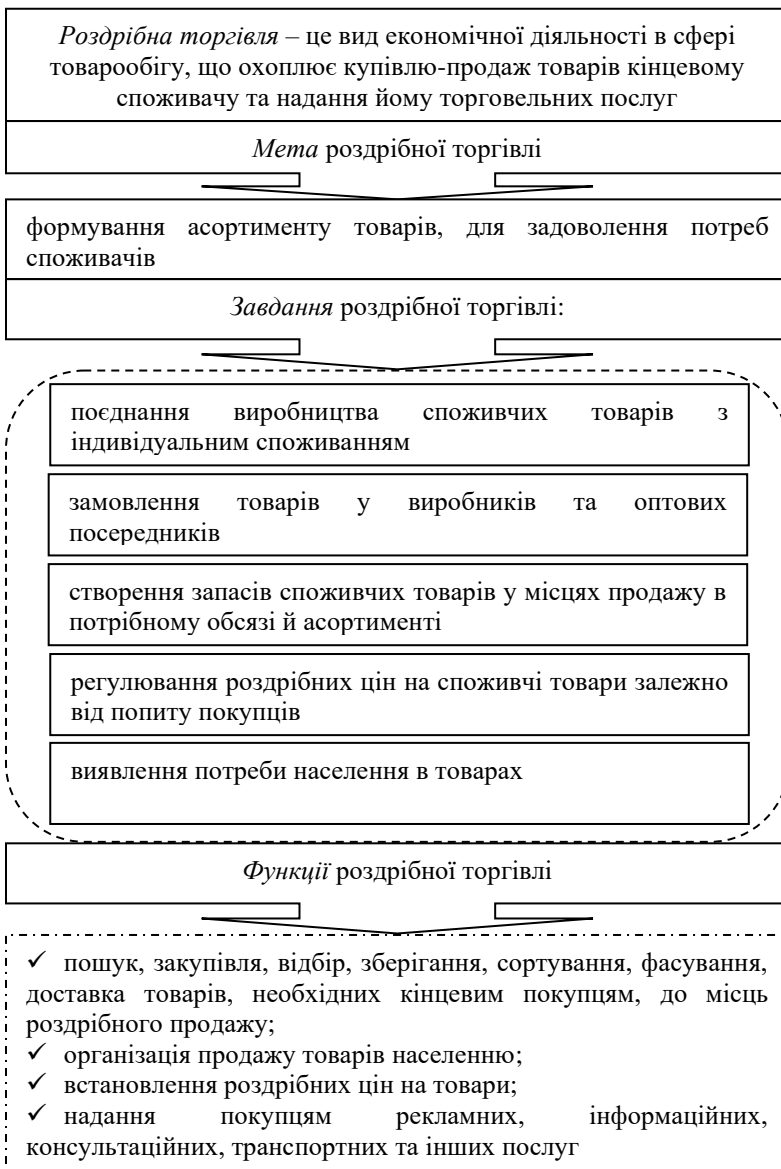 Роздрібна торгівля – це вид економічної діяльності в сфері
товарообігу, що охоплює купівлю-продаж товарів кінцевому
споживачу та надання йому торговельних послуг
Мета роздрібної торгівлі
формування асортименту товарів, для задоволення потреб
споживачів
Завдання роздрібної торгівлі:
поєднання виробництва споживчих товарів з
індивідуальним споживанням
замовлення товарів у виробників та оптових
посередників
створення запасів споживчих товарів у місцях продажу в
потрібному обсязі й асортименті
регулювання роздрібних цін на споживчі товари залежно
від попиту покупців
виявлення потреби населення в товарах
Функції роздрібної торгівлі
✓ пошук, закупівля, відбір, зберігання, сортування, фасування,
доставка товарів, необхідних кінцевим покупцям, до місць
роздрібного продажу;
✓ організація продажу товарів населенню;
✓ встановлення роздрібних цін на товари;
✓ надання покупцям рекламних, інформаційних,
консультаційних, транспортних та інших послуг